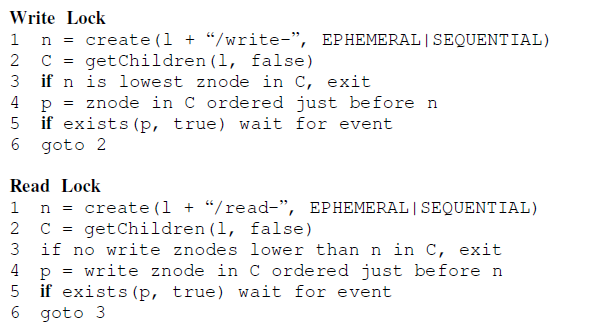 Write Lock
1 n = create(l + “/write-”, EPHEMERAL|SEQUENTIAL)
2 C = getChildren(l, false)
3 if n is lowest znode in C, exit
4 p = znode in C ordered just before n
5 if exists(p, true) wait for event
6 goto 2
Read Lock
1 n = create(l + “/read-”, EPHEMERAL|SEQUENTIAL)
2 C = getChildren(l, false)
3 if no write znodes lower than n in C, exit
4 p = write znode in C ordered just before n
5 if exists(p, true) wait for event
6 goto 3